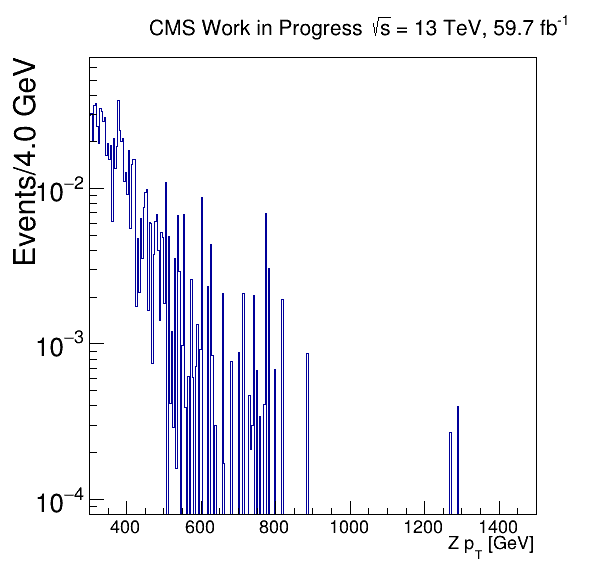 CMS Work in Progress √s = 13 TeV, 59.7 fb⁻¹
Events/4.0 GeV
10⁻²
10⁻³
10⁻⁴
400 600 800 1000 1200 1400
Z p_T [GeV]